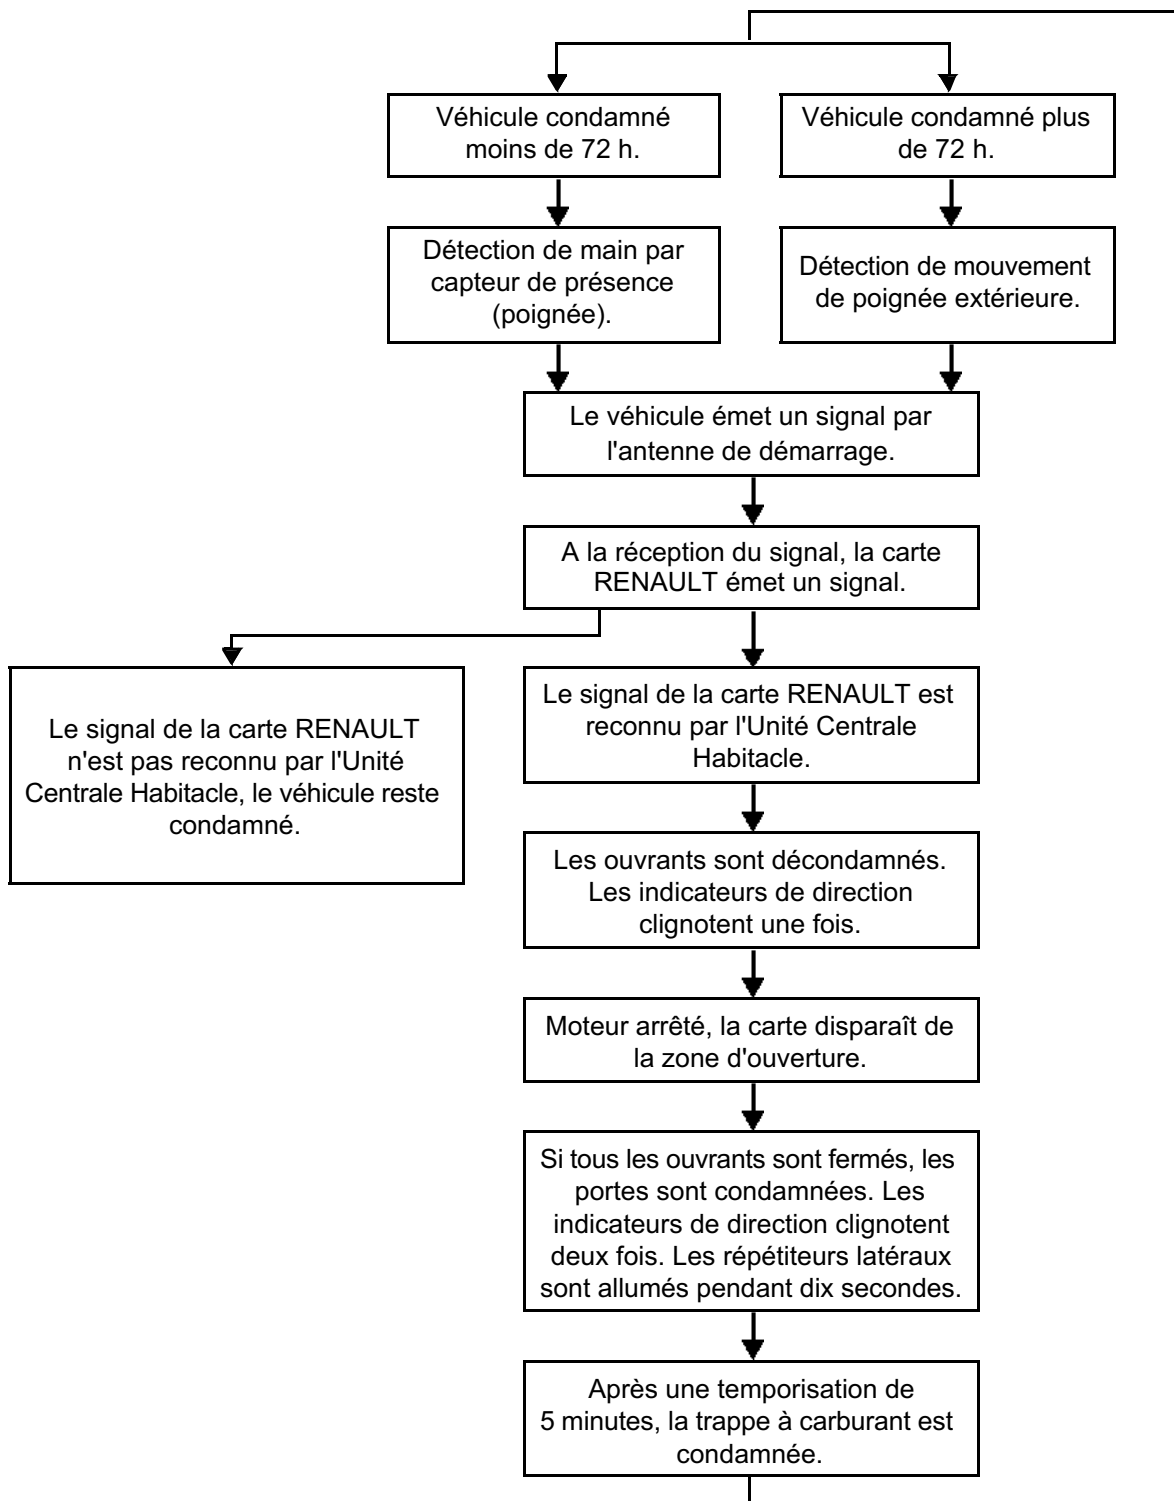 Véhicule condamné
moins de 72 h.
Véhicule condamné plus
de 72 h.
Détection de main par
capteur de présence
(poignée).
Détection de mouvement
de poignée extérieure.
Le véhicule émet un signal par
l'antenne de démarrage.
A la réception du signal, la carte
RENAULT émet un signal.
Le signal de la carte RENAULT
n'est pas reconnu par l'Unité
Centrale Habitacle, le véhicule reste
condamné.
Le signal de la carte RENAULT est
reconnu par l'Unité Centrale
Habitacle.
Les ouvrants sont décondamnés.
Les indicateurs de direction
clignotent une fois.
Moteur arrêté, la carte disparaît de
la zone d'ouverture.
Si tous les ouvrants sont fermés, les
portes sont condamnées. Les
indicateurs de direction clignotent
deux fois. Les répétiteurs latéraux
sont allumés pendant dix secondes.
Après une temporisation de
5 minutes, la trappe à carburant est
condamnée.